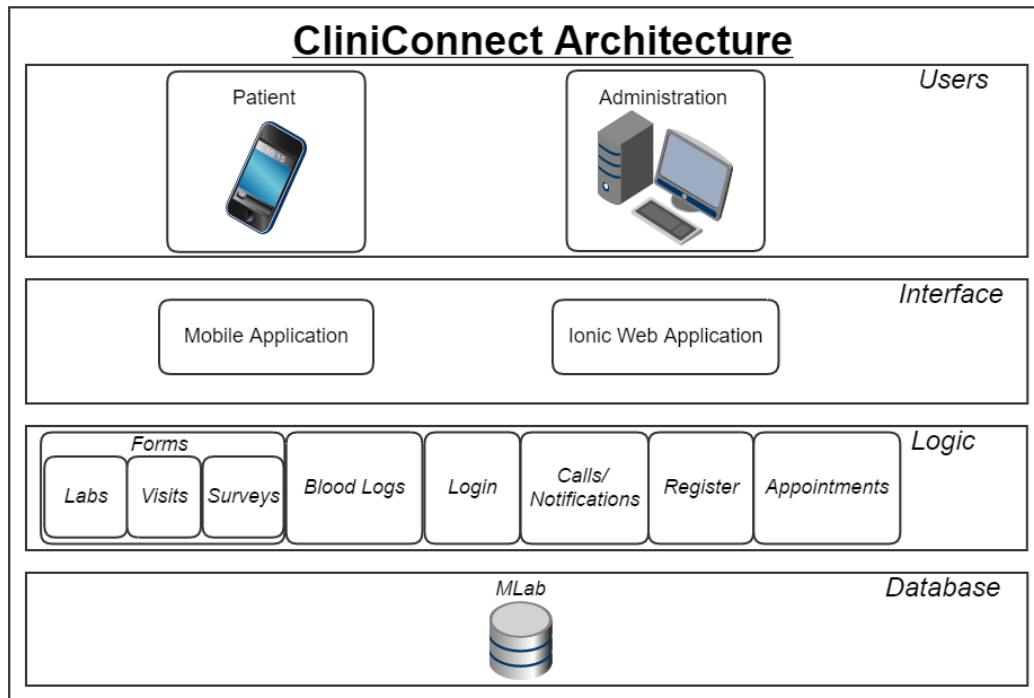 CliniConnect Architecture
Users
Patient
Administration
10:15
Interface
Mobile Application
Ionic Web Application
Logic
Forms
Labs
Visits
Surveys
Blood Logs
Login
Calls/
Notifications
Register
Appointments
Database
MLab